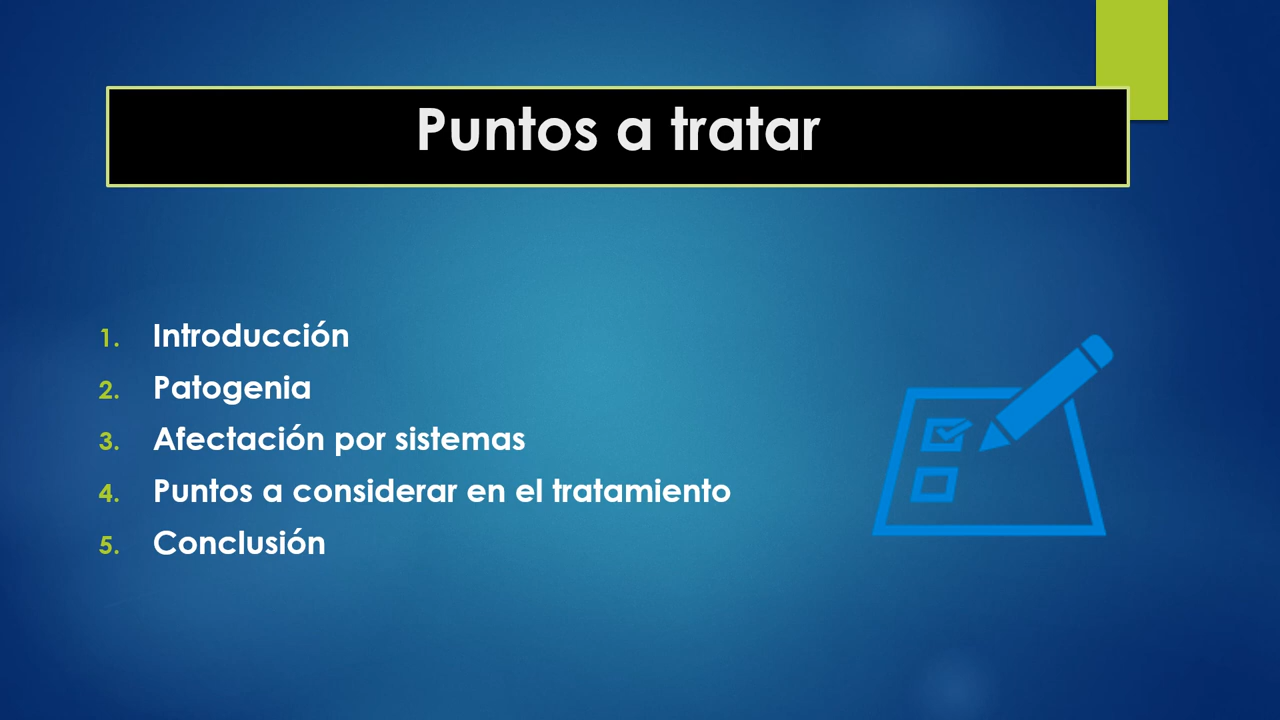 Puntos a tratar
1. Introducción
2. Patogenia
3. Afectación por sistemas
4. Puntos a considerar en el tratamiento
5. Conclusión